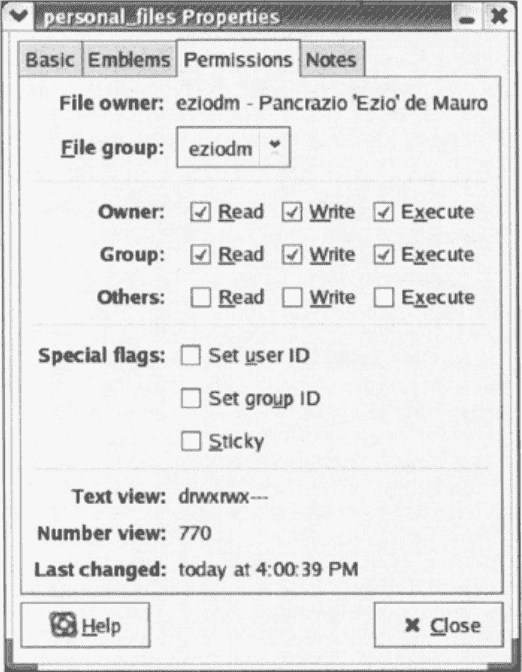 personal_files Properties
Basic Emblems Permissions Notes
File owner: eziodm - Pancrazio 'Ezio' de Mauro
File group: eziodm
Owner: Read Write Execute
Group: Read Write Execute
Others: Read Write Execute
Special flags: Set user ID
Set group ID
Sticky
Text view: drwxrwx---
Number view: 770
Last changed: today at 4:00:39 PM
Help Close